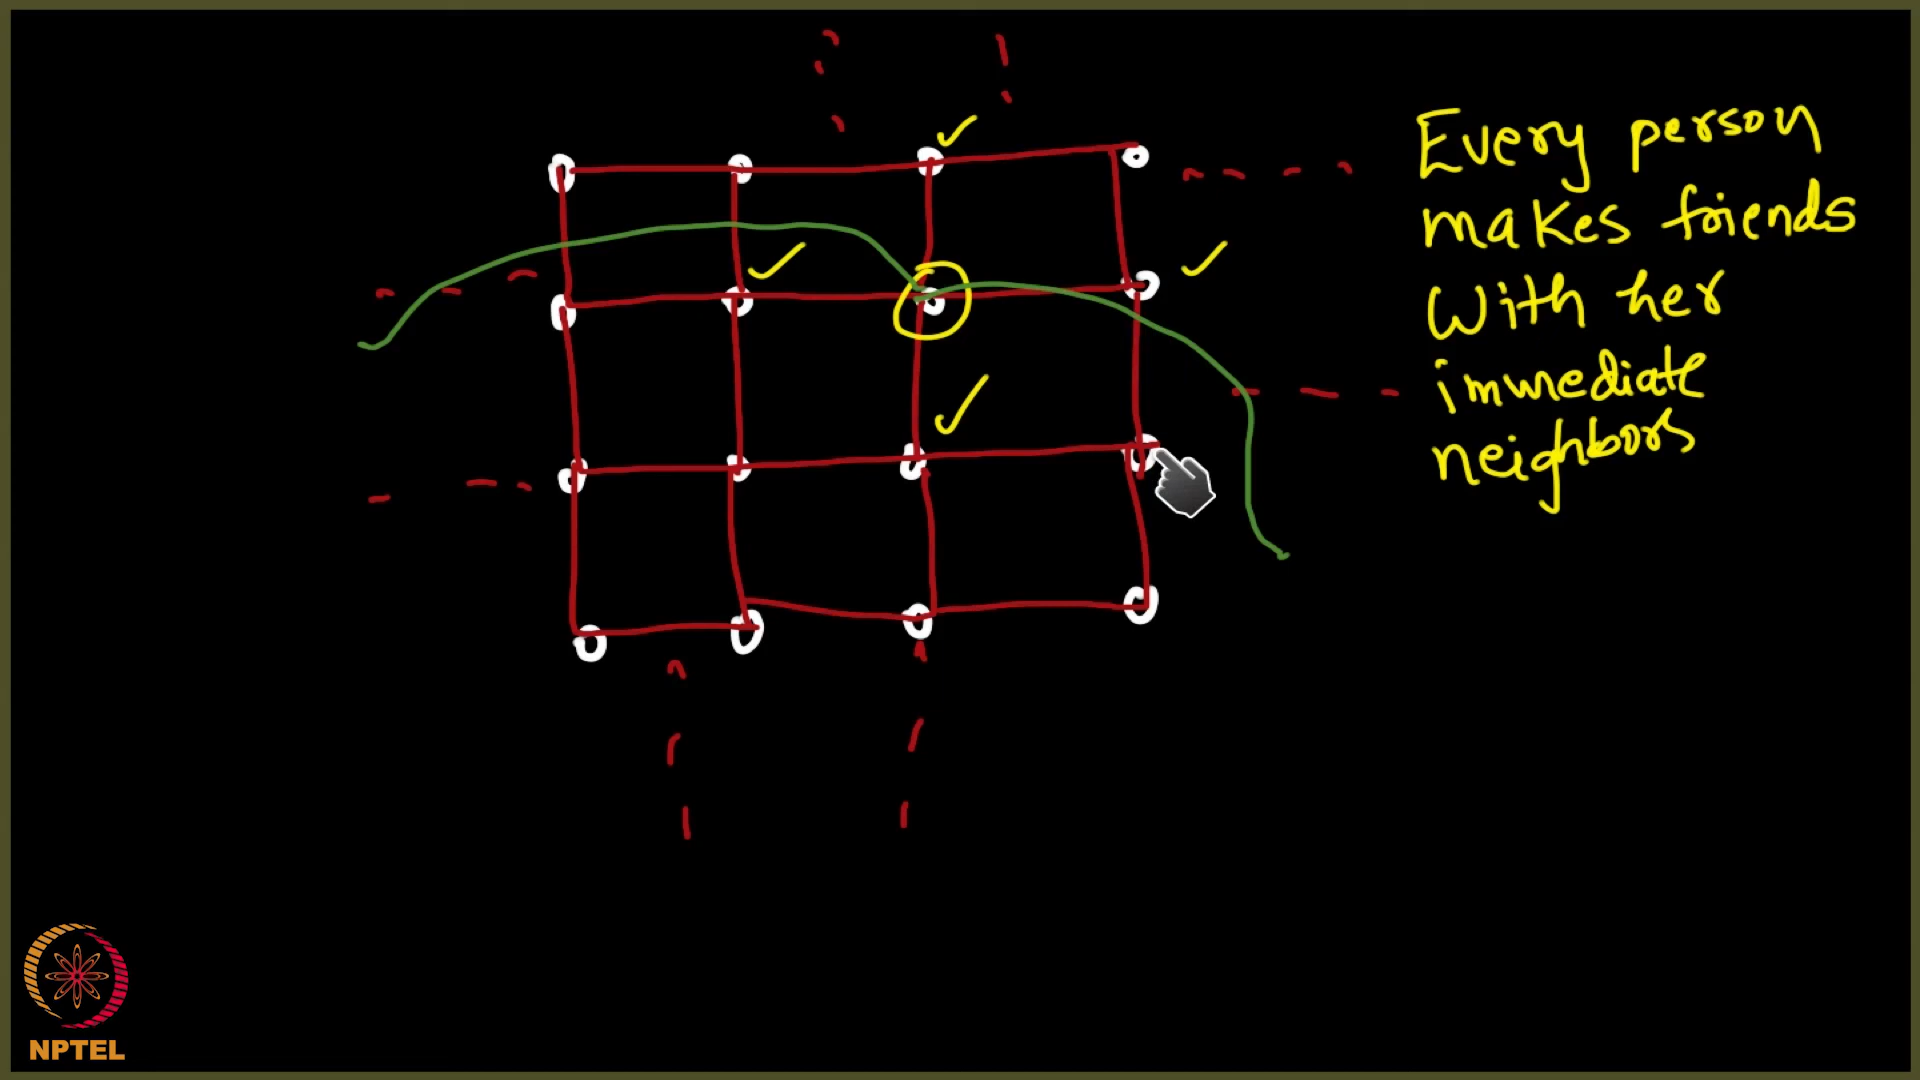 Every person
makes friends
With her
immediate
neighbors
NPTEL